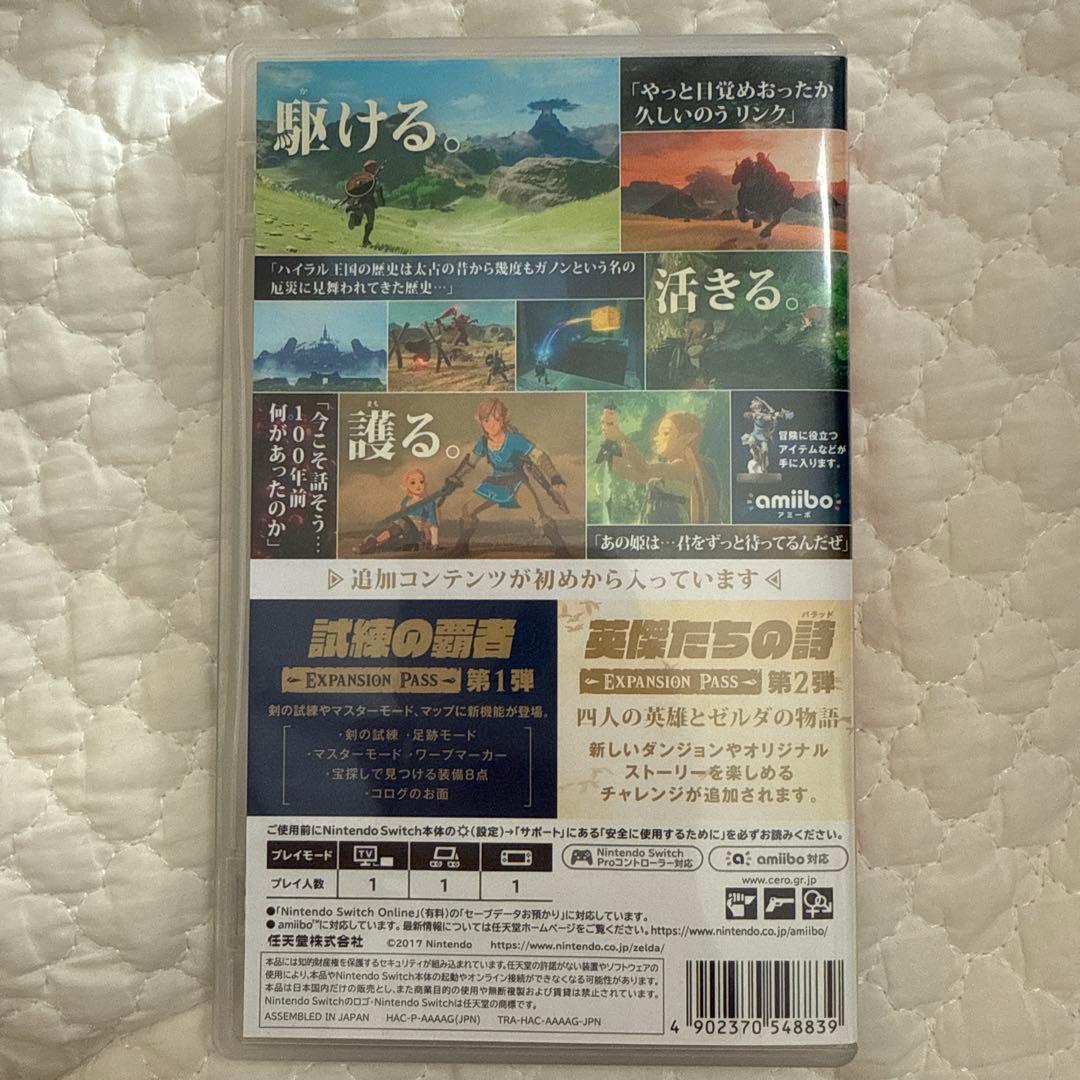 か
駆ける。
「やっと目覚めおったか
久しいのう リンク」
「ハイラル王国の歴史は太古の昔から幾度もガノンという名の
厄災に見舞われてきた歴史…」
活きる。
「今こそ話そう…
100年前
何があったのか」
まも
護る。
冒険に役立つ
アイテムなどが
手に入ります。
amiibo
アミーボ
「あの姫は…君をずっと待ってるんだぜ」
追加コンテンツが初めから入っています
試練の覇者
EXPANSION PASS 第1弾
剣の試練やマスターモード、マップに新機能が登場。
・剣の試練 ・足跡モード
・マスターモード ・ワープマーカー
・宝探しで見つける装備8点
・コログのお面
バラッド
英傑たちの詩
EXPANSION PASS 第2弾
四人の英雄とゼルダの物語
新しいダンジョンやオリジナル
ストーリーを楽しめる
チャレンジが追加されます。
ご使用前にNintendo Switch本体の(設定)→「サポート」にある「安全に使用するために」を必ずお読みください。
プレイモード TV
プレイ人数 1 1 1
Nintendo Switch
Proコントローラー対応
amiibo 対応
www.cero.gr.jp
●「Nintendo Switch Online」(有料)の「セーブデータお預かり」に対応しています。
●amiibo™に対応しています。最新情報については任天堂ホームページをご覧ください。https://www.nintendo.co.jp/amiibo/
任天堂株式会社 ©2017 Nintendo https://www.nintendo.co.jp/zelda/
本品には知的財産権を保護するセキュリティが組み込まれています。任天堂の許諾がない装置やソフトウェアの
使用により、本品やNintendo Switch本体の起動やオンライン接続ができなくなる可能性があります。
本品は日本国内だけの販売とし、また商業目的の使用や無断複製および賃貸は禁止されています。
Nintendo Switchのロゴ・Nintendo Switchは任天堂の商標です。
ASSEMBLED IN JAPAN HAC-P-AAAAG(JPN) TRA-HAC-AAAAG-JPN
4 902370 548839